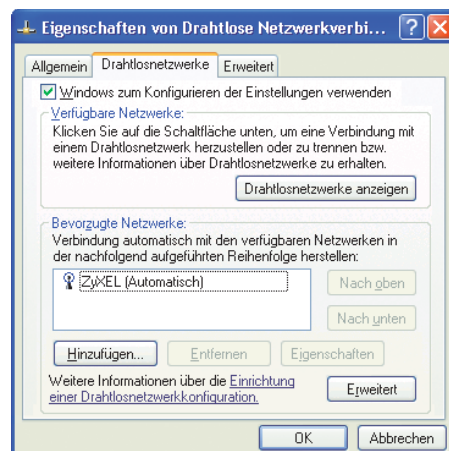 Eigenschaften von Drahtlose Netzwerkverbi...
Allgemein Drahtlosnetzwerke Erweitert
Windows zum Konfigurieren der Einstellungen verwenden
Verfügbare Netzwerke:
Klicken Sie auf die Schaltfläche unten, um eine Verbindung mit
einem Drahtlosnetzwerk herzustellen oder zu trennen bzw.
weitere Informationen über Drahtlosnetzwerke zu erhalten.
Drahtlosnetzwerke anzeigen
Bevorzugte Netzwerke:
Verbindung automatisch mit den verfügbaren Netzwerken in
der nachfolgend aufgeführten Reihenfolge herstellen:
ZyXEL (Automatisch)
Nach oben
Nach unten
Hinzufügen... Entfernen Eigenschaften
Weitere Informationen über die Einrichtung
einer Drahtlosnetzwerkkonfiguration.
Erweitert
OK Abbrechen